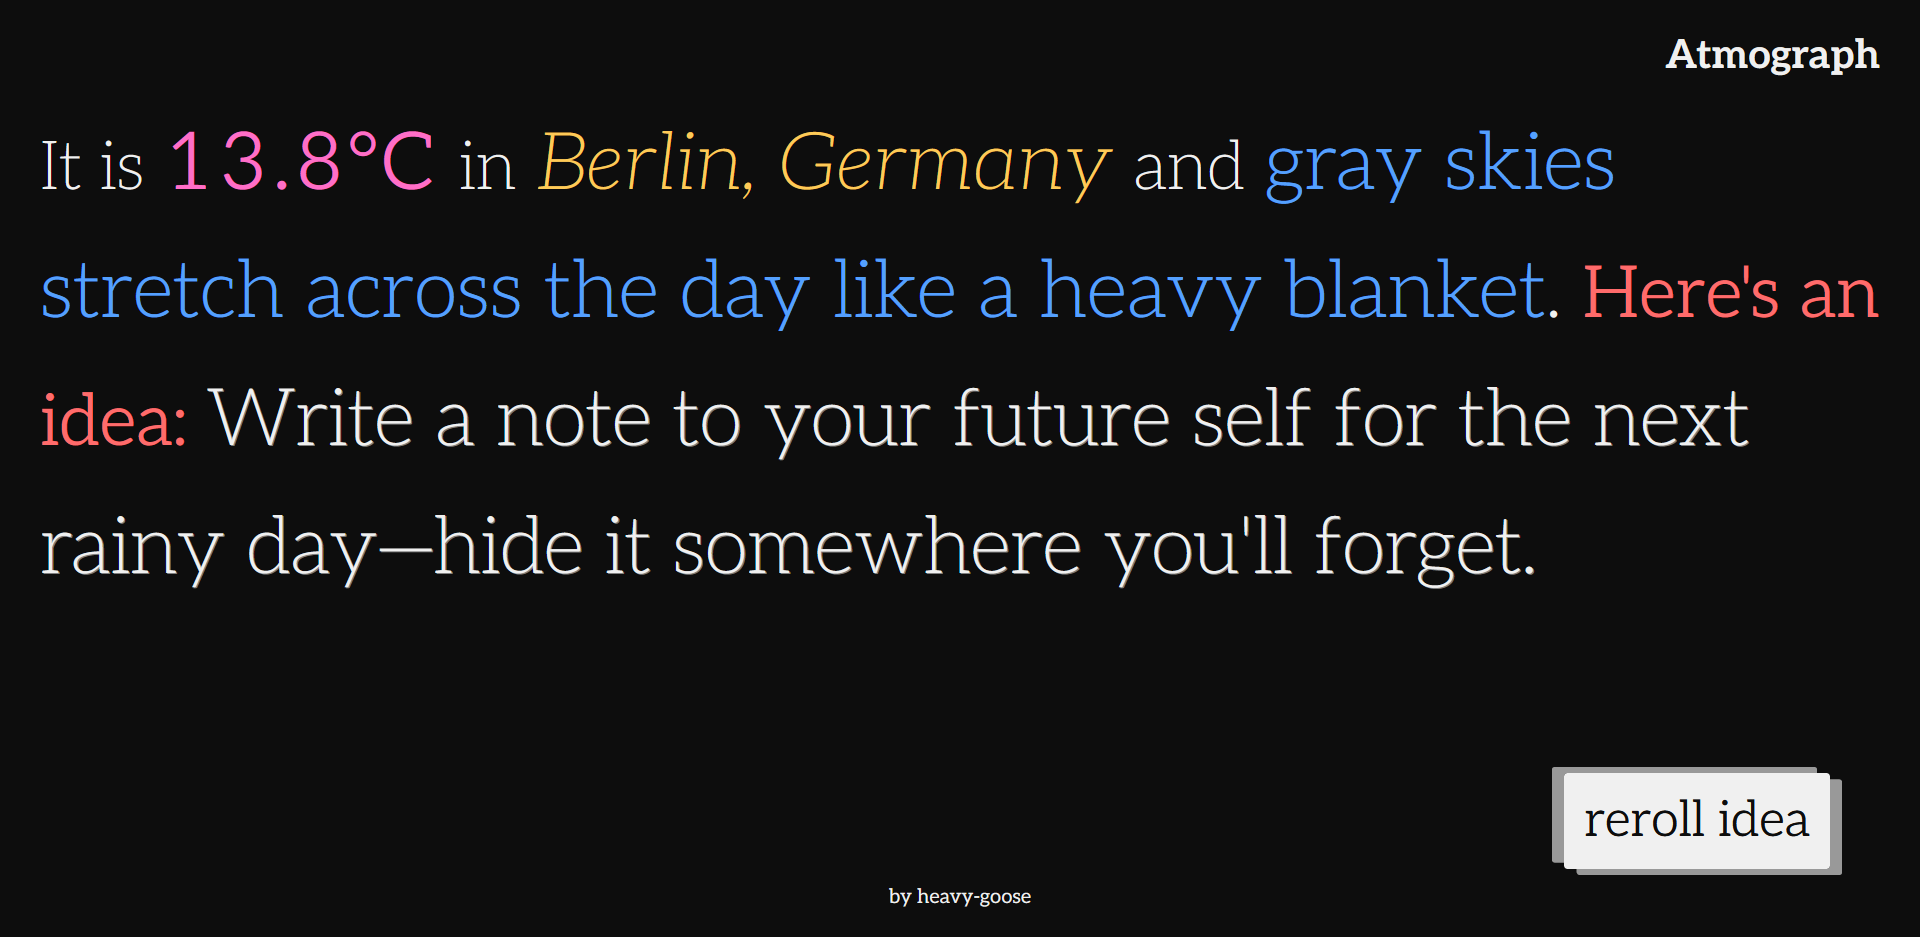 Atmograph
It is 13.8°C in Berlin, Germany and gray skies
stretch across the day like a heavy blanket. Here's an
idea: Write a note to your future self for the next
rainy day—hide it somewhere you'll forget.
reroll idea
by heavy-goose